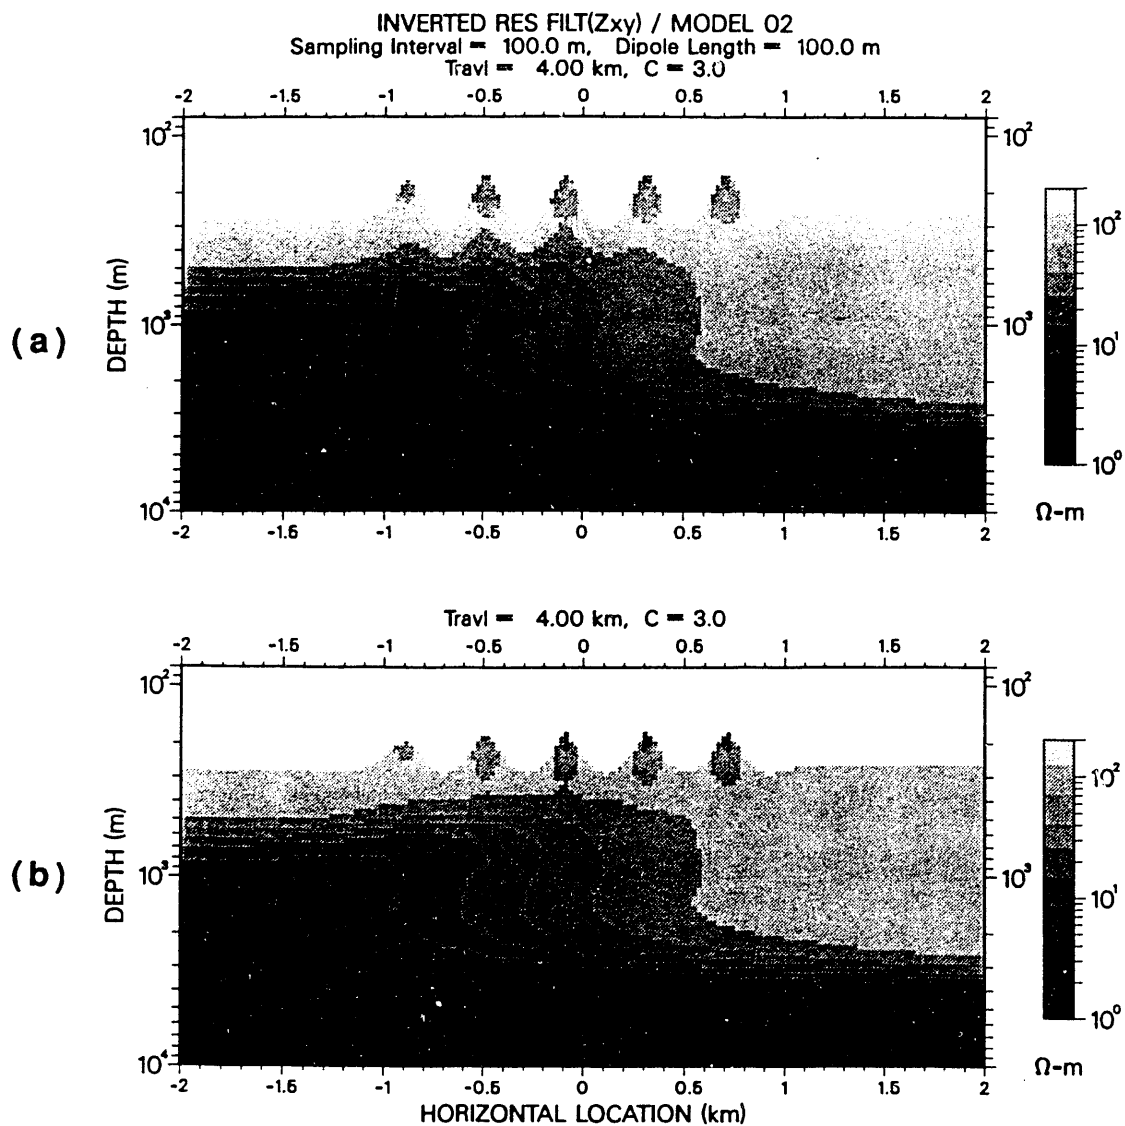 INVERTED RES FILT(Zxy) / MODEL 02
Sampling Interval = 100.0 m, Dipole Length = 100.0 m
Travl = 4.00 km, C = 3.0
-2 -1.5 -1 -0.5 0 0.5 1 1.5 2
10² 10²
10²
(a)
DEPTH (m)
10³ 10³
10¹
10⁰
10⁴
Ω-m
-2 -1.5 -1 -0.5 0 0.5 1 1.5 2
Travl = 4.00 km, C = 3.0
-2 -1.5 -1 -0.5 0 0.5 1 1.5 2
10² 10²
10²
(b)
DEPTH (m)
10³ 10³
10¹
10⁰
10⁴
Ω-m
-2 -1.5 -1 -0.5 0 0.5 1 1.5 2
HORIZONTAL LOCATION (km)